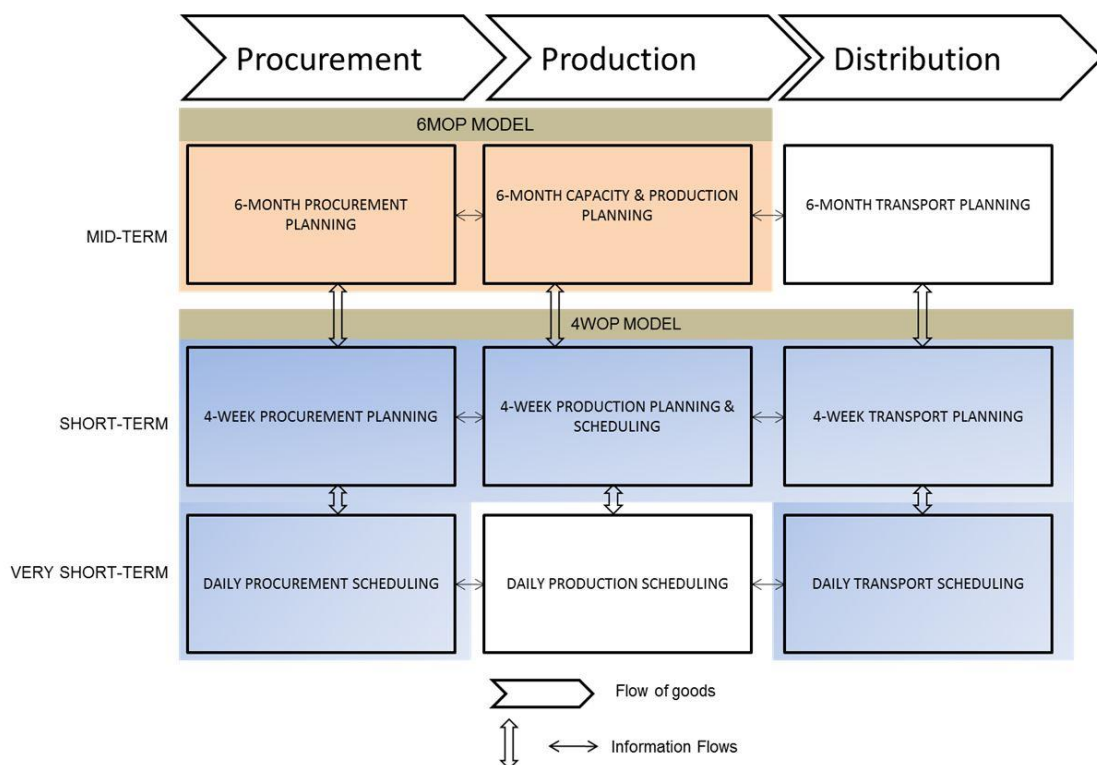 Procurement
Production
Distribution
6MOP MODEL
MID-TERM
6-MONTH PROCUREMENT
PLANNING
6-MONTH CAPACITY & PRODUCTION
PLANNING
6-MONTH TRANSPORT PLANNING
4WOP MODEL
SHORT-TERM
4-WEEK PROCUREMENT PLANNING
4-WEEK PRODUCTION PLANNING &
SCHEDULING
4-WEEK TRANSPORT PLANNING
VERY SHORT-TERM
DAILY PROCUREMENT SCHEDULING
DAILY PRODUCTION SCHEDULING
DAILY TRANSPORT SCHEDULING
Flow of goods
Information Flows